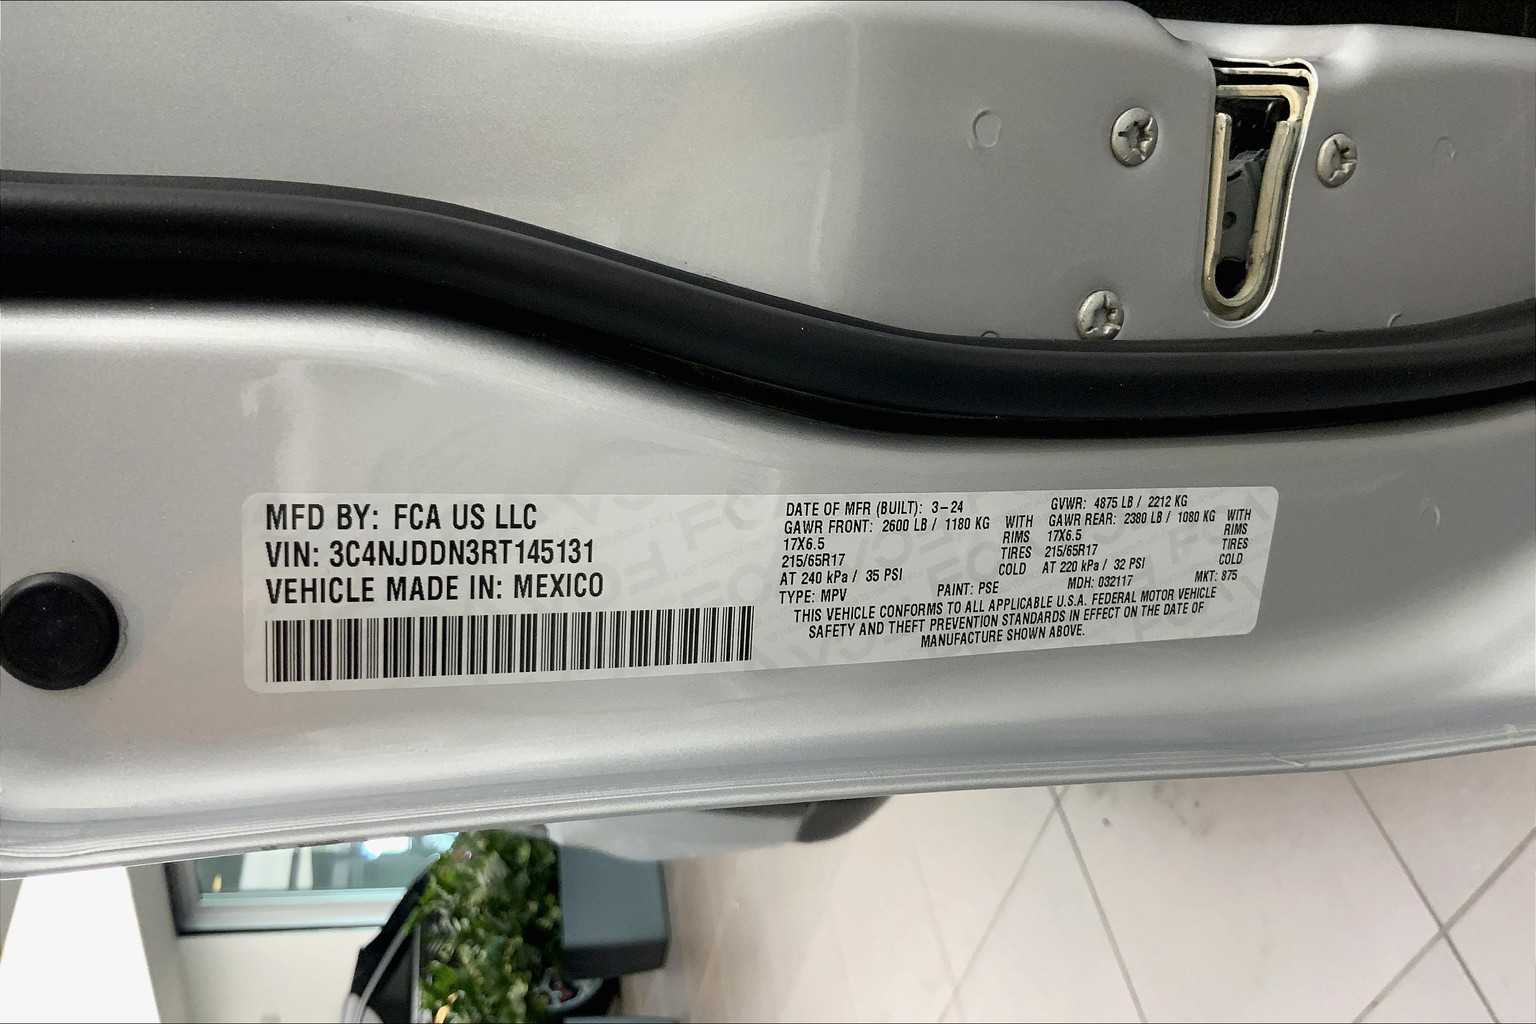 MFD BY: FCA US LLC
VIN: 3C4NJDDN3RT145131
VEHICLE MADE IN: MEXICO
DATE OF MFR (BUILT): 3-24 GVWR: 4875 LB / 2212 KG
GAWR FRONT: 2600 LB / 1180 KG WITH GAWR REAR: 2380 LB / 1080 KG WITH
17X6.5 RIMS 17X6.5 RIMS
215/65R17 TIRES 215/65R17 TIRES
AT 240 kPa / 35 PSI COLD AT 220 kPa / 32 PSI COLD
TYPE: MPV PAINT: PSE MDH: 032117 MKT: 875
THIS VEHICLE CONFORMS TO ALL APPLICABLE U.S.A. FEDERAL MOTOR VEHICLE
SAFETY AND THEFT PREVENTION STANDARDS IN EFFECT ON THE DATE OF
MANUFACTURE SHOWN ABOVE.